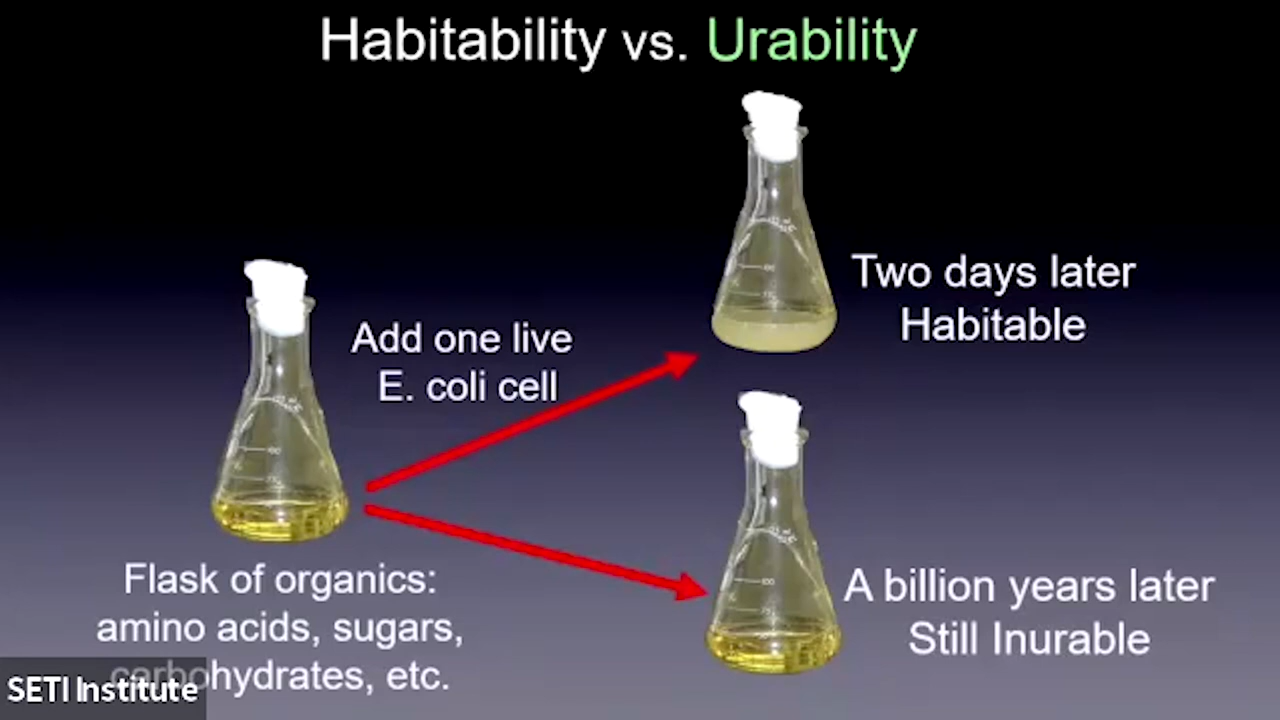 Habitability vs. Urability
Add one live
E. coli cell
Two days later
Habitable
Flask of organics:
amino acids, sugars,
carbohydrates, etc.
A billion years later
Still Inurable
SETI Institute